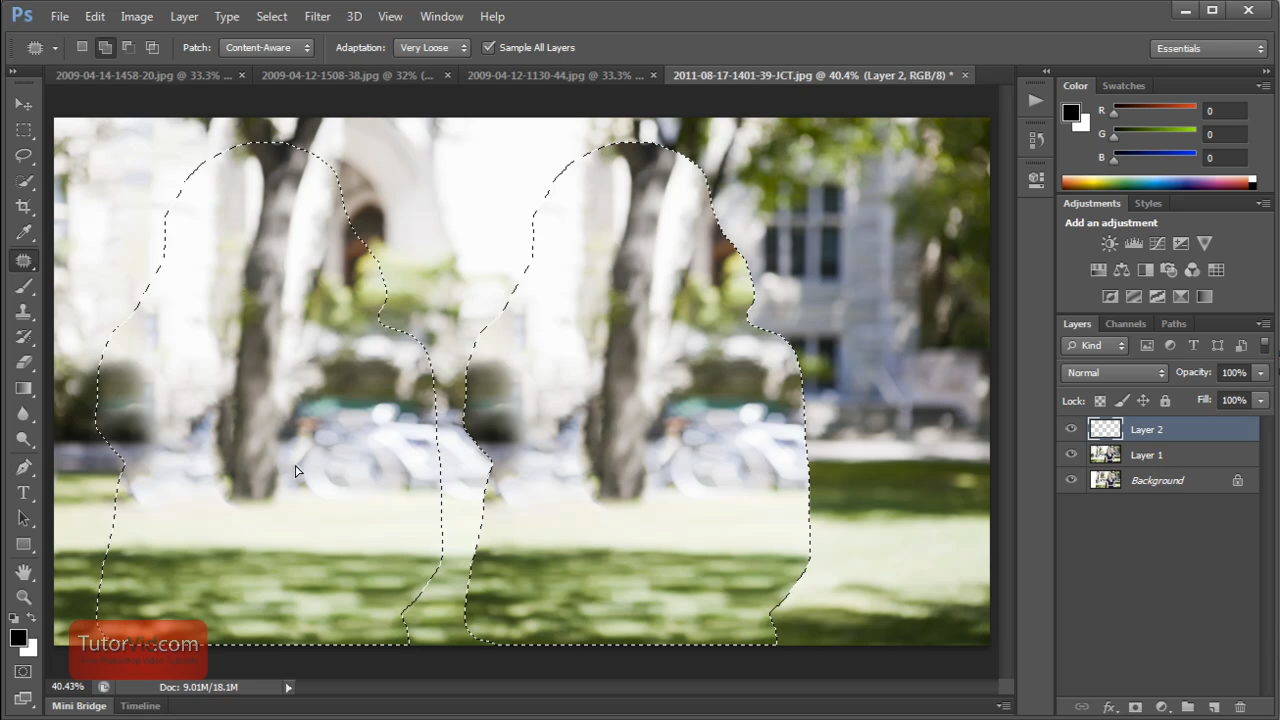 Ps File Edit Image Layer Type Select Filter 3D View Window Help
Patch: Content-Aware Adaptation: Very Loose Sample All Layers Essentials
2009-04-14-1458-20.jpg @ 33.3% ... × 2009-04-12-1508-38.jpg @ 32% (... × 2009-04-12-1130-44.jpg @ 33.3% ... × 2011-08-17-1401-39-JCT.jpg @ 40.4% (Layer 2, RGB/8) * ×
Color Swatches
R 0
G 0
B 0
Adjustments Styles
Add an adjustment
Layers Channels Paths
Kind
Normal Opacity: 100%
Lock: Fill: 100%
Layer 2
Layer 1
Background
TutorVid.com
40.43% Doc: 9.01M/18.1M
Mini Bridge Timeline